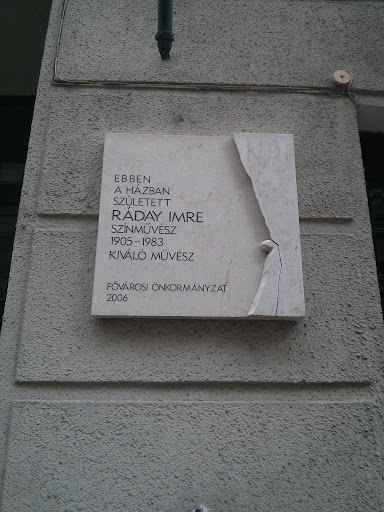 EBBEN
A HÁZBAN
SZÜLETETT
RÁDAY IMRE
SZÍNMŰVÉSZ
1905–1983
KIVÁLÓ MŰVÉSZ
FŐVÁROSI ÖNKORMÁNYZAT
2006